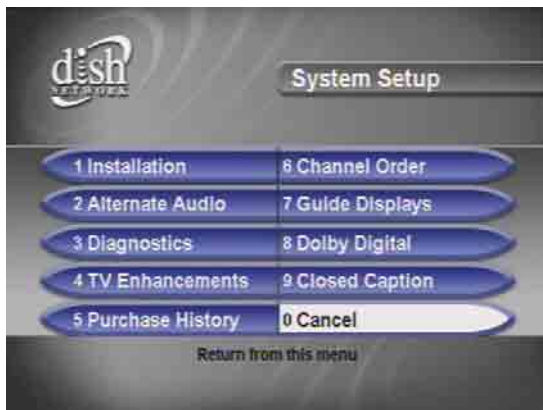 dish
NETWORK
System Setup
1 Installation
2 Alternate Audio
3 Diagnostics
4 TV Enhancements
5 Purchase History
6 Channel Order
7 Guide Displays
8 Dolby Digital
9 Closed Caption
0 Cancel
Return from this menu